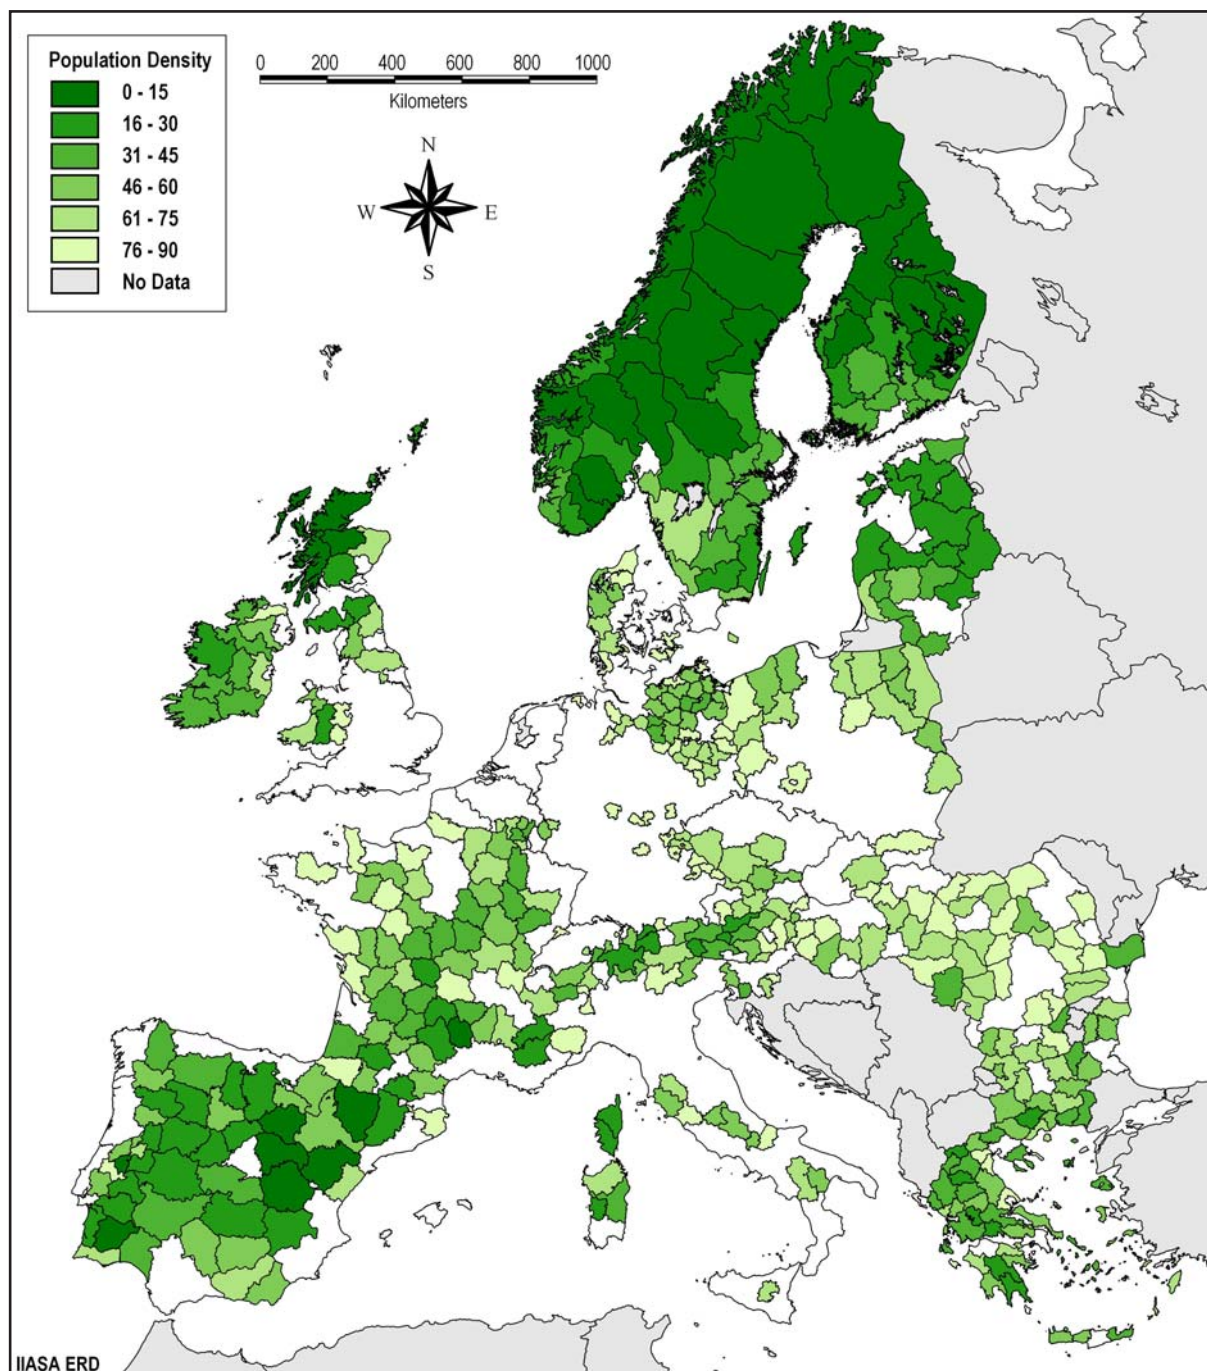 Population Density
0 - 15
16 - 30
31 - 45
46 - 60
61 - 75
76 - 90
No Data
0 200 400 600 800 1000
Kilometers
N
W E
S
IIASA ERD